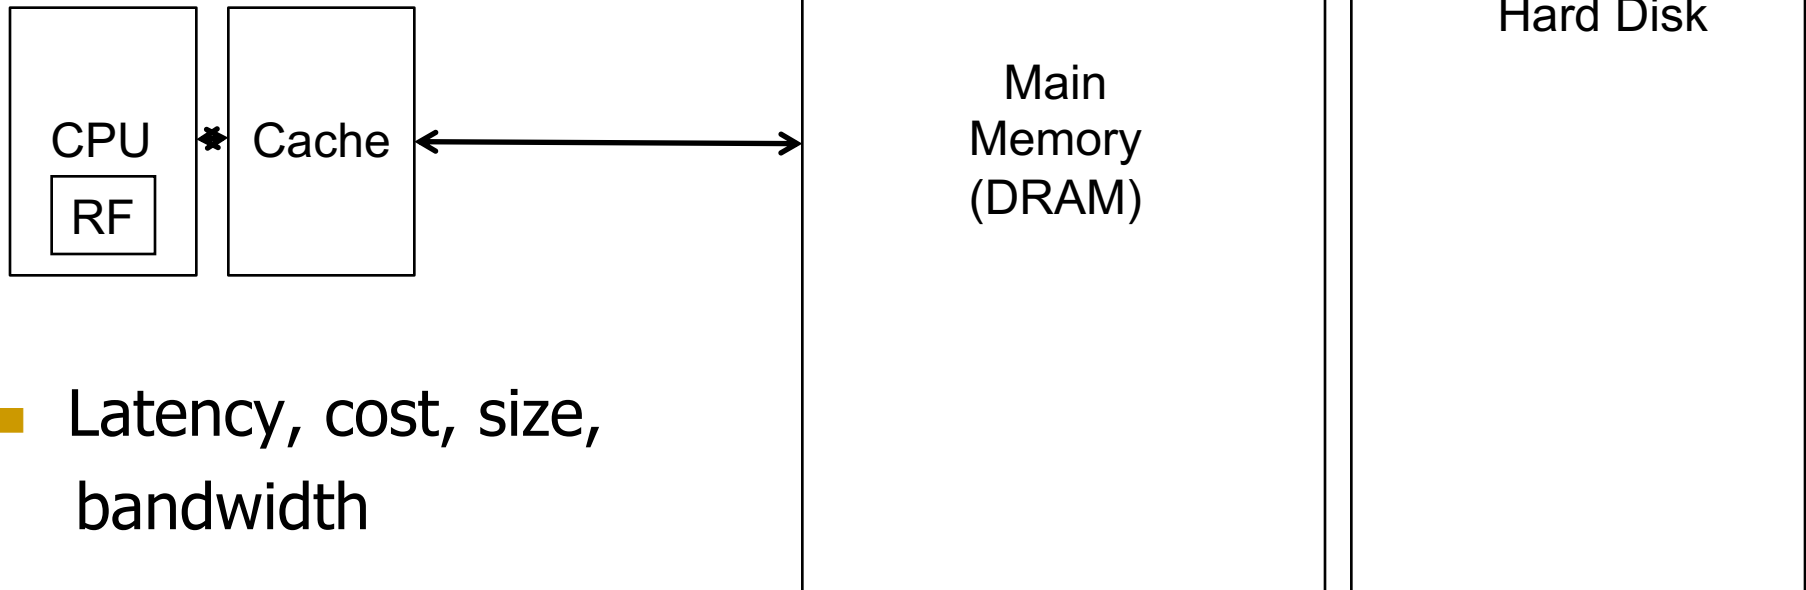 CPU
RF
Cache
Main
Memory
(DRAM)
Hard Disk
Latency, cost, size,
bandwidth